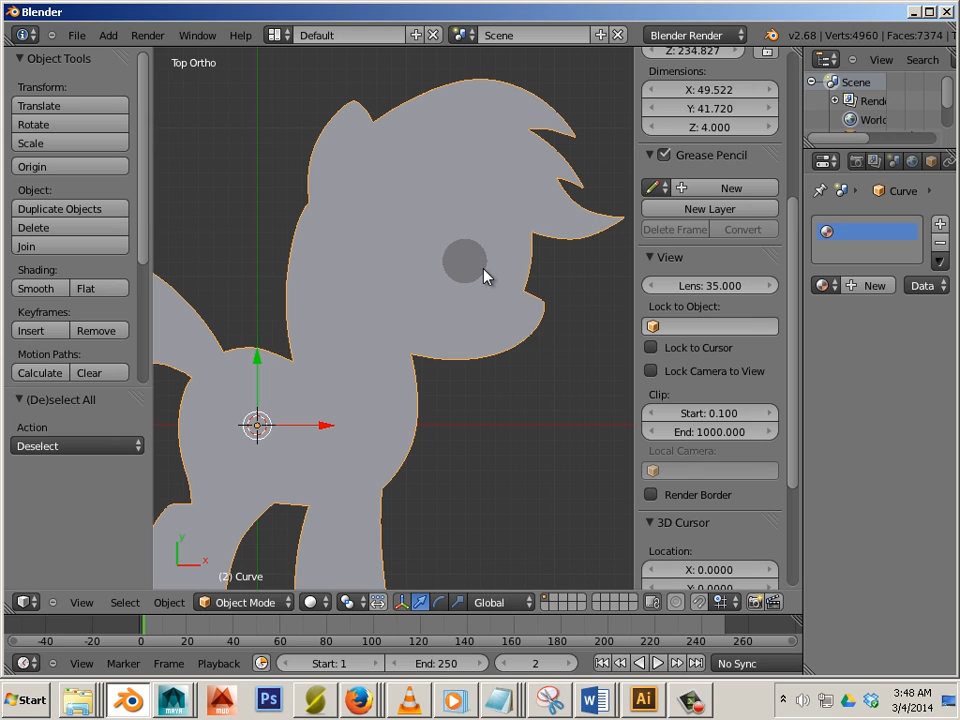 Blender
File Add Render Window Help Default Scene Blender Render v2.68 | Verts:4960 | Faces:7374 | T
Object Tools
Transform:
Translate
Rotate
Scale
Origin
Object:
Duplicate Objects
Delete
Join
Shading:
Smooth Flat
Keyframes:
Insert Remove
Motion Paths:
Calculate Clear
(De)select All
Action
Deselect
Top Ortho
y
x
(2) Curve
Z: 234.827
Dimensions:
X: 49.522
Y: 41.720
Z: 4.000
Grease Pencil
New
New Layer
Delete Frame Convert
View
Lens: 35.000
Lock to Object:
Lock to Cursor
Lock Camera to View
Clip:
Start: 0.100
End: 1000.000
Local Camera:
Render Border
3D Cursor
Location:
X: 0.0000
Y: 0.0000
View Search
Scene
Rende
World
Curve
New Data
View Select Object Object Mode Global
-40 -20 0 20 40 60 80 100 120 140 160 180 200 220 240 260
View Marker Frame Playback Start: 1 End: 250 2 No Sync
Start MAYA MUD Ps W Ai
3:48 AM
3/4/2014